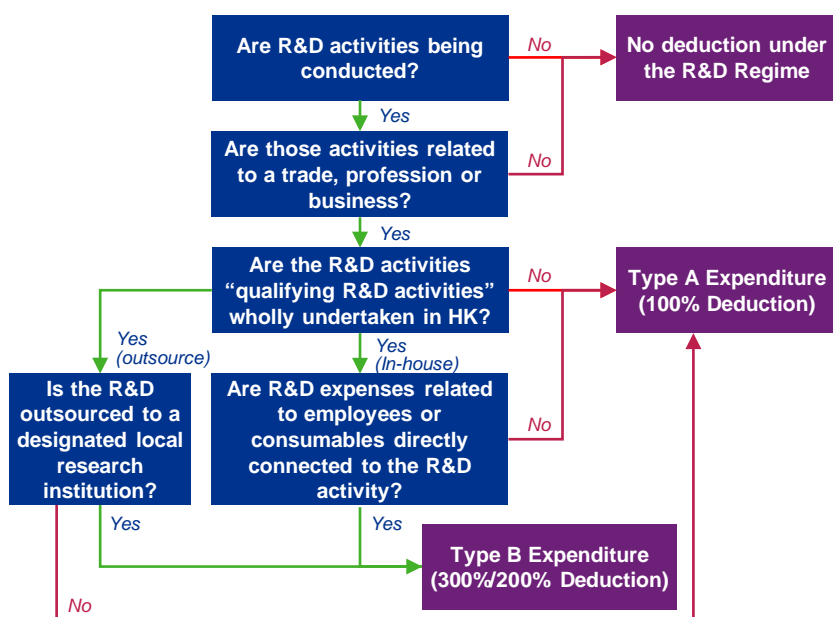 Are R&D activities being
conducted?
No
No deduction under
the R&D Regime
Yes
Are those activities related
to a trade, profession or
business?
No
Yes
Are the R&D activities
“qualifying R&D activities”
wholly undertaken in HK?
No
Type A Expenditure
(100% Deduction)
Yes
(outsource)
Yes
(In-house)
Is the R&D
outsourced to a
designated local
research
institution?
Are R&D expenses related
to employees or
consumables directly
connected to the R&D
activity?
No
Yes
Yes
Type B Expenditure
(300%/200% Deduction)
No